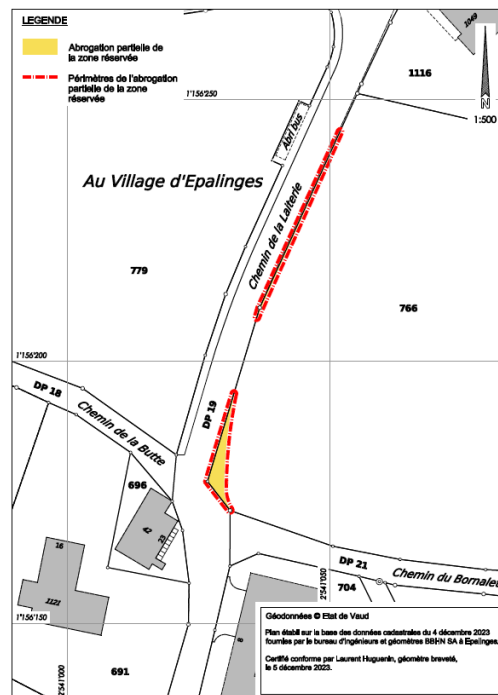 LEGENDE
Abrogation partielle de
la zone réservée
Périmètres de l'abrogation
partielle de la zone
réservée
1049
1116
1'156'250
1:500
Abri bus
Au Village d'Epalinges
Chemin de la Laiterie
779
766
1'156'200
DP 18
DP 19
Chemin de la Butte
696
42
23
16
DP 21
Chemin du Bornalet
2'541'050
704
1121
1'156'150
8
691
2'541'000
Géodonnées © Etat de Vaud
Plan établi sur la base des données cadastrales du 4 décembre 2023
fournies par le bureau d'ingénieurs et géomètres BBHN SA à Epalinges.
Certifié conforme par Laurent Huguenin, géomètre breveté,
le 5 décembre 2023.